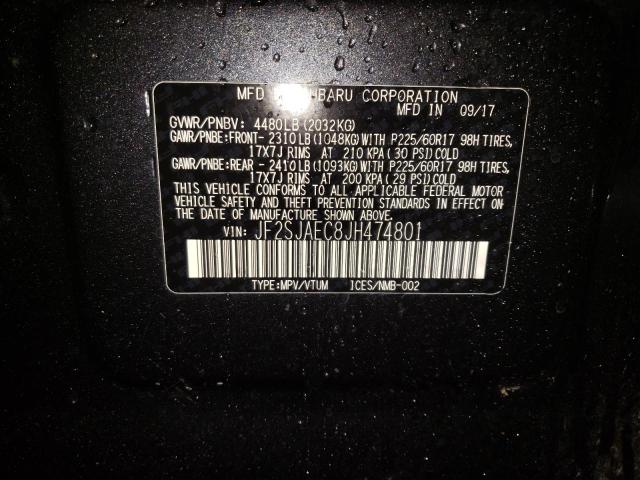 MFD HBARU CORPORATION
MFD IN 09/17
GVWR/PNBV: 4480LB (2032KG)
GAWR/PNBE:FRONT-2310LB(1048KG)WITH P225/60R17 98H TIRES,
17X7J RIMS AT 210 KPA (30 PSI)COLD
GAWR/PNBE:REAR -2410LB(1093KG)WITH P225/60R17 98H TIRES,
17X7J RIMS AT 200 KPA (29 PSI)COLD
THIS VEHICLE CONFORMS TO ALL APPLICABLE FEDERAL MOTOR
VEHICLE SAFETY AND THEFT PREVENTION STANDARDS IN EFFECT ON
THE DATE OF MANUFACTURE SHOWN ABOVE.
VIN: JF2SJAEC8JH474801
TYPE:MPV/VTUM ICES/NMB-002